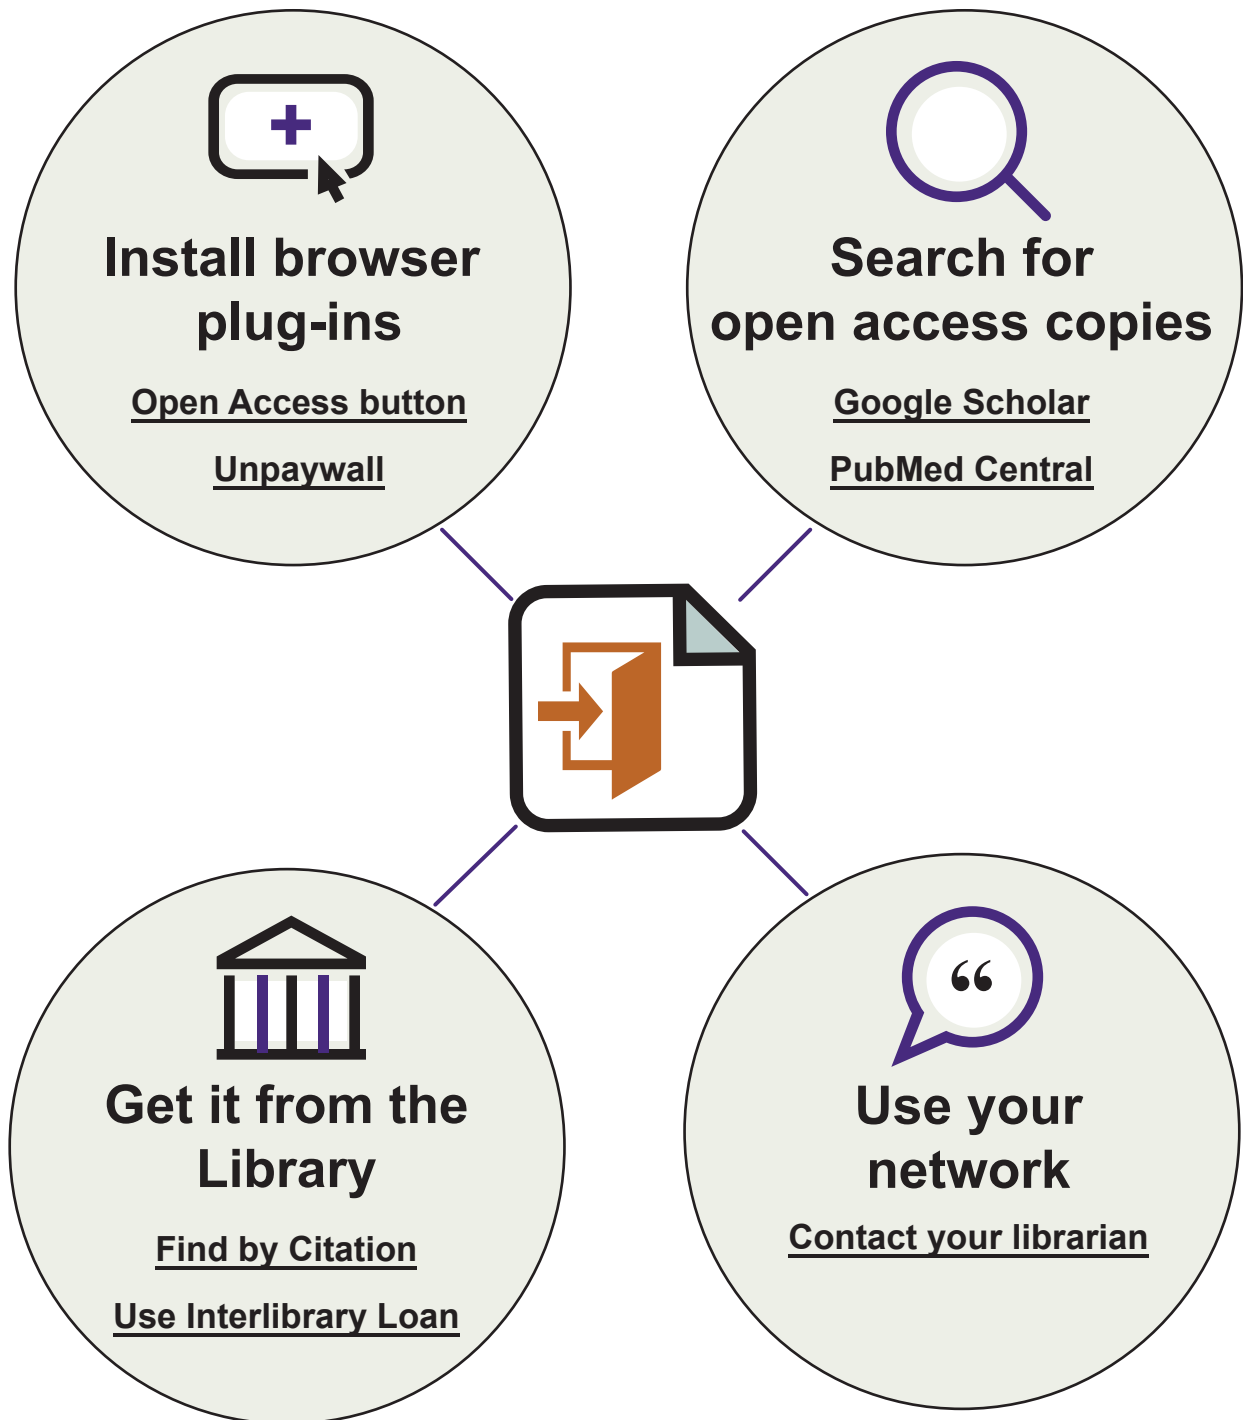 Install browser
plug-ins
Open Access button
Unpaywall
Search for
open access copies
Google Scholar
PubMed Central
Get it from the
Library
Find by Citation
Use Interlibrary Loan
“
Use your
network
Contact your librarian